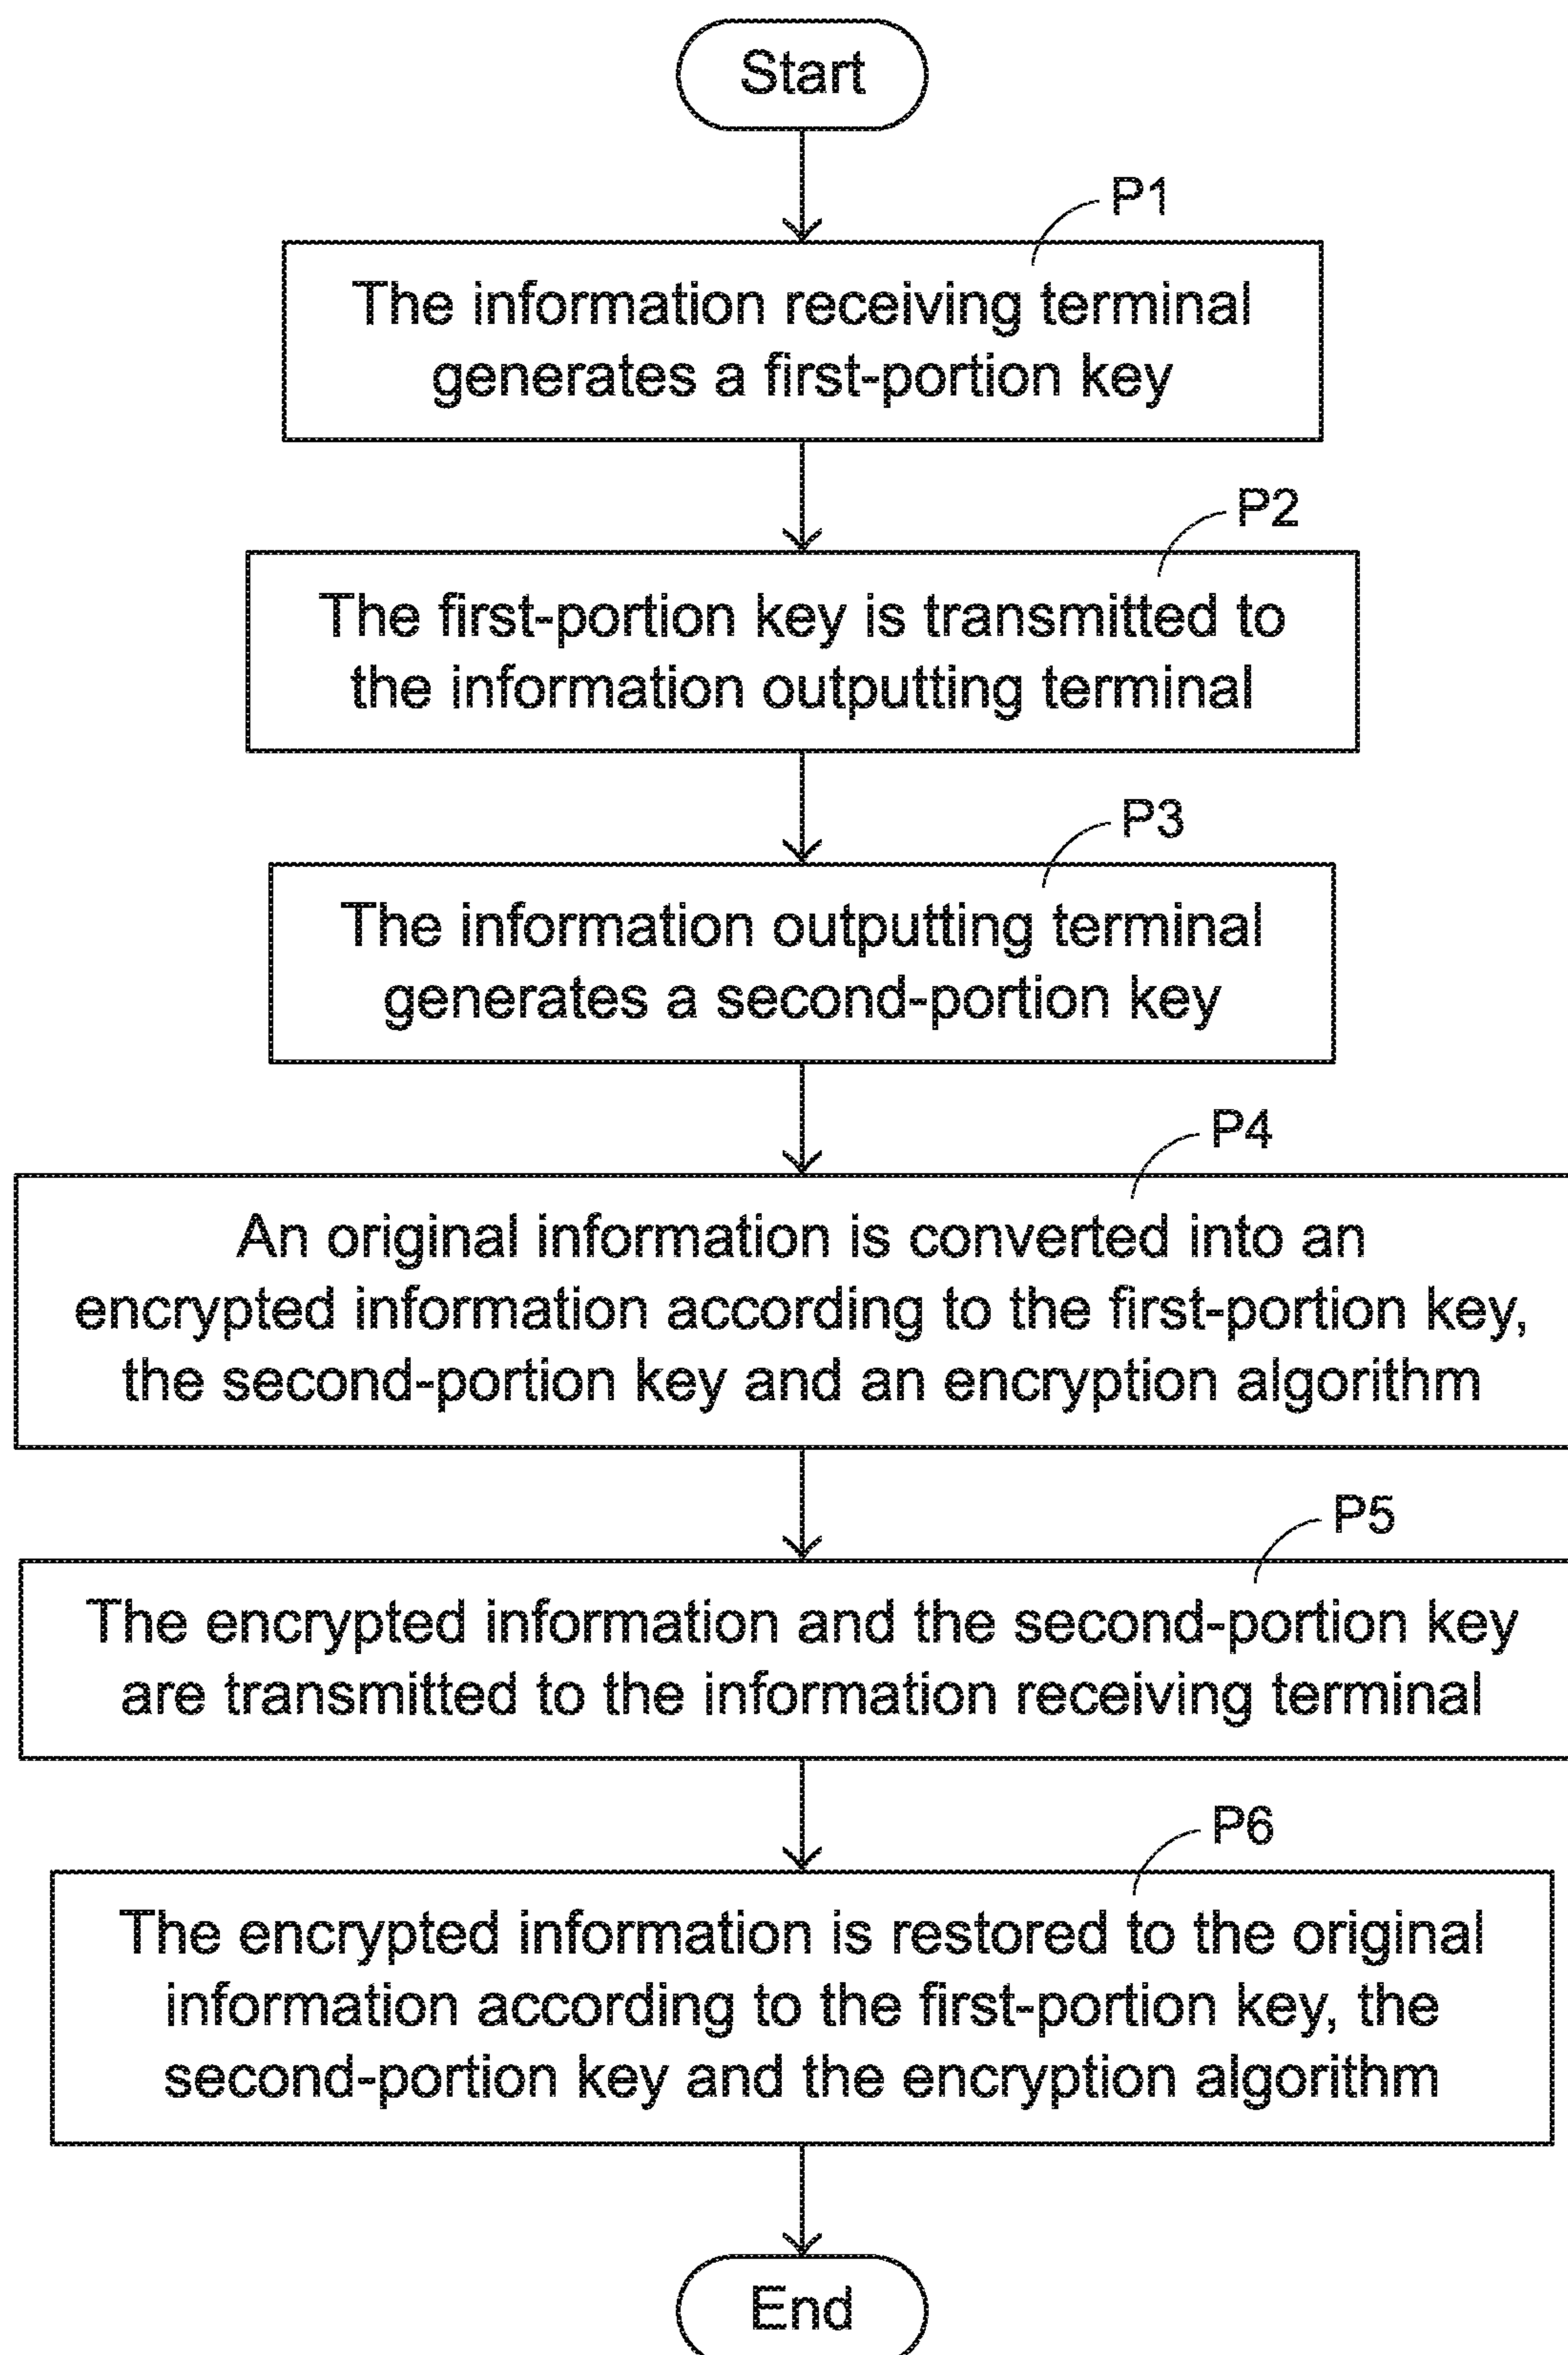 Start
P1
The information receiving terminal
generates a first-portion key
P2
The first-portion key is transmitted to
the information outputting terminal
P3
The information outputting terminal
generates a second-portion key
P4
An original information is converted into an
encrypted information according to the first-portion key,
the second-portion key and an encryption algorithm
P5
The encrypted information and the second-portion key
are transmitted to the information receiving terminal
P6
The encrypted information is restored to the original
information according to the first-portion key, the
second-portion key and the encryption algorithm
End